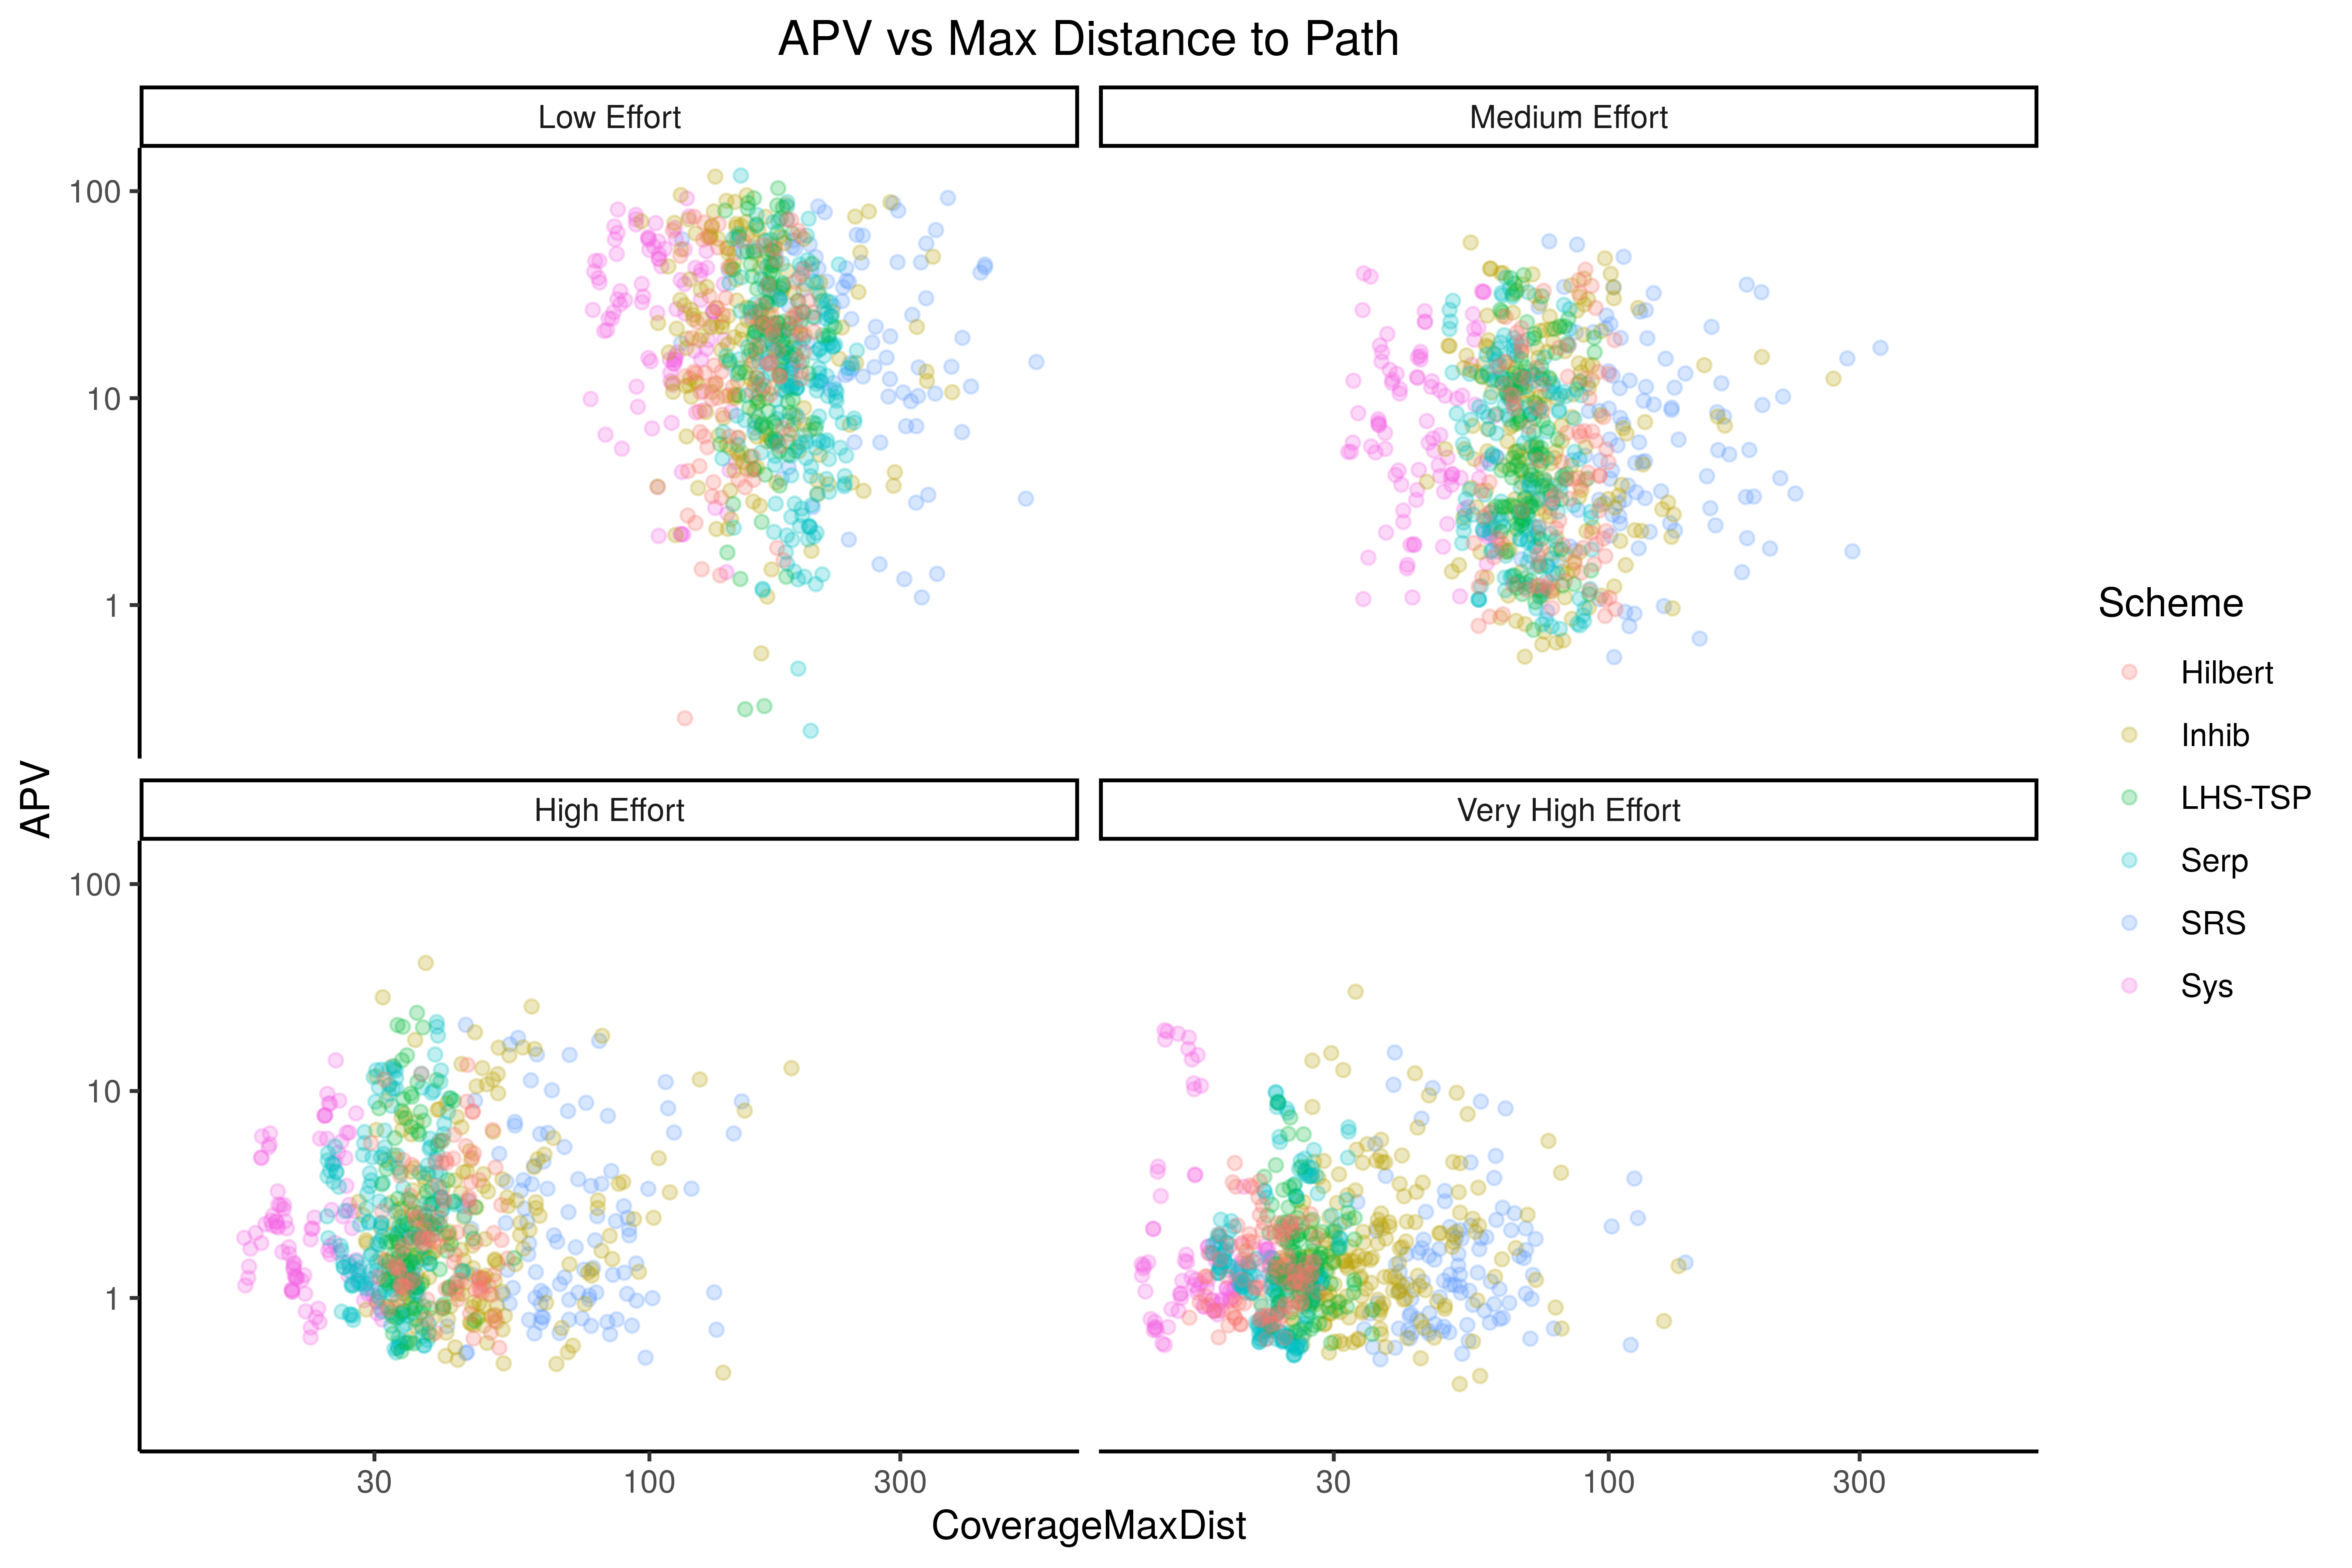 APV vs Max Distance to Path
Low Effort
Medium Effort
100
10
1
High Effort
Very High Effort
100
10
1
30
100
300
30
100
300
APV
CoverageMaxDist
Scheme
Hilbert
Inhib
LHS-TSP
Serp
SRS
Sys